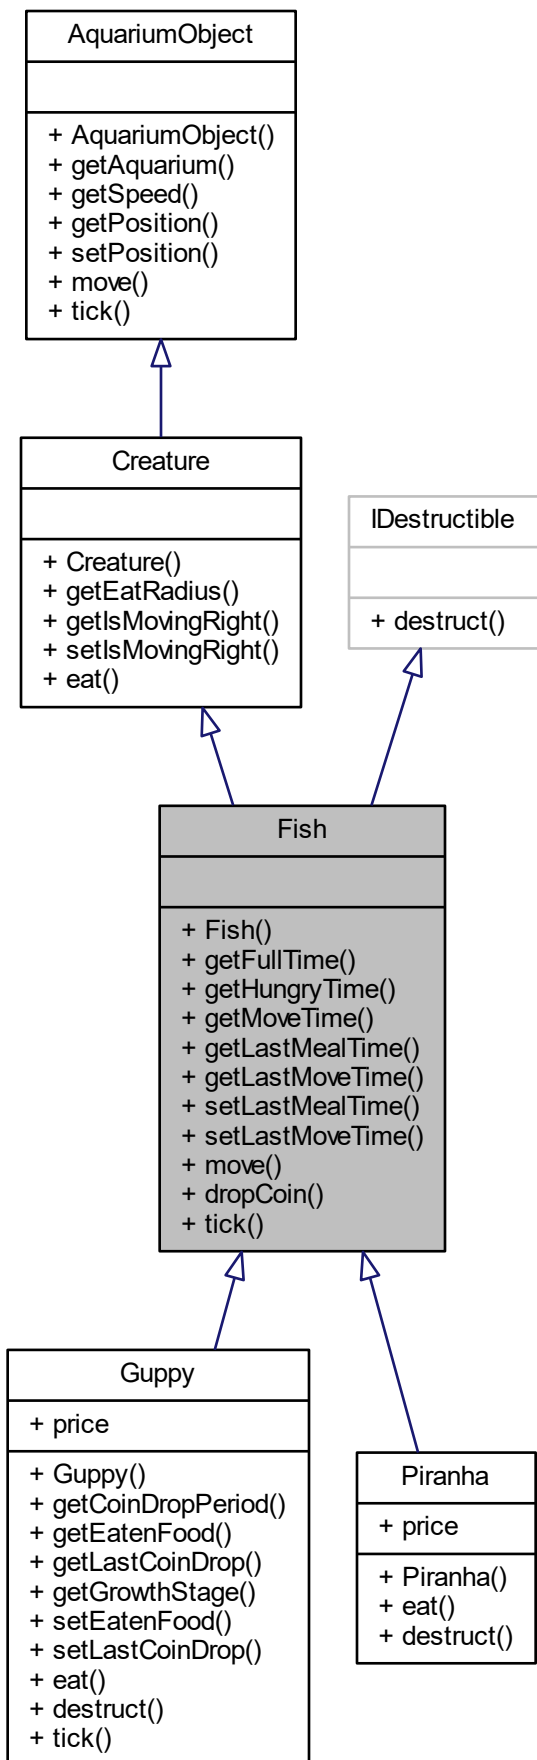 AquariumObject
+ AquariumObject()
+ getAquarium()
+ getSpeed()
+ getPosition()
+ setPosition()
+ move()
+ tick()
Creature
+ Creature()
+ getEatRadius()
+ getIsMovingRight()
+ setIsMovingRight()
+ eat()
IDestructible
+ destruct()
Fish
+ Fish()
+ getFullTime()
+ getHungryTime()
+ getMoveTime()
+ getLastMealTime()
+ getLastMoveTime()
+ setLastMealTime()
+ setLastMoveTime()
+ move()
+ dropCoin()
+ tick()
Guppy
+ price
+ Guppy()
+ getCoinDropPeriod()
+ getEatenFood()
+ getLastCoinDrop()
+ getGrowthStage()
+ setEatenFood()
+ setLastCoinDrop()
+ eat()
+ destruct()
+ tick()
Piranha
+ price
+ Piranha()
+ eat()
+ destruct()